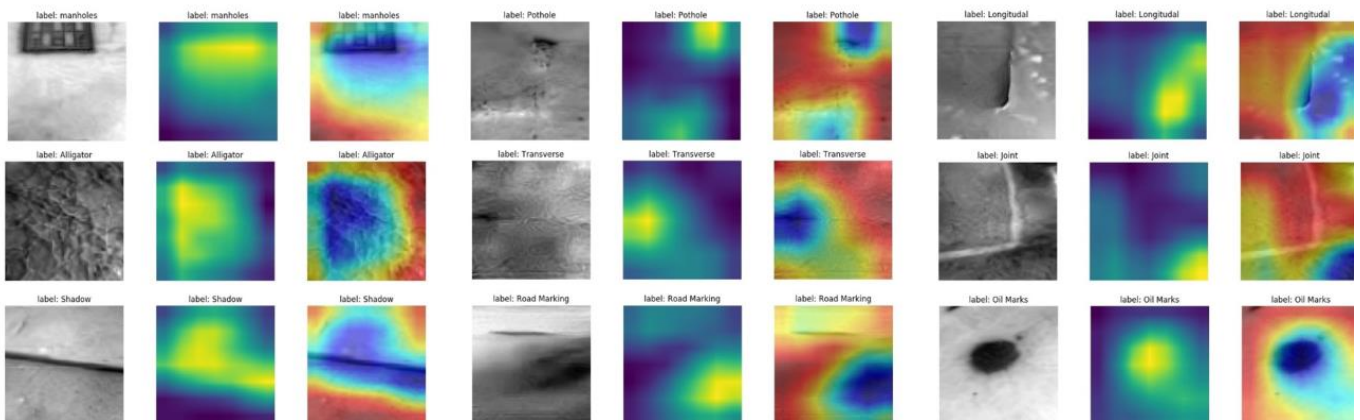 label: manholes label: manholes label: manholes label: Pothole label: Pothole label: Pothole label: Longitudal label: Longitudal label: Longitudal
label: Alligator label: Alligator label: Alligator label: Transverse label: Transverse label: Transverse label: Joint label: Joint label: Joint
label: Shadow label: Shadow label: Shadow label: Road Marking label: Road Marking label: Road Marking label: Oil Marks label: Oil Marks label: Oil Marks